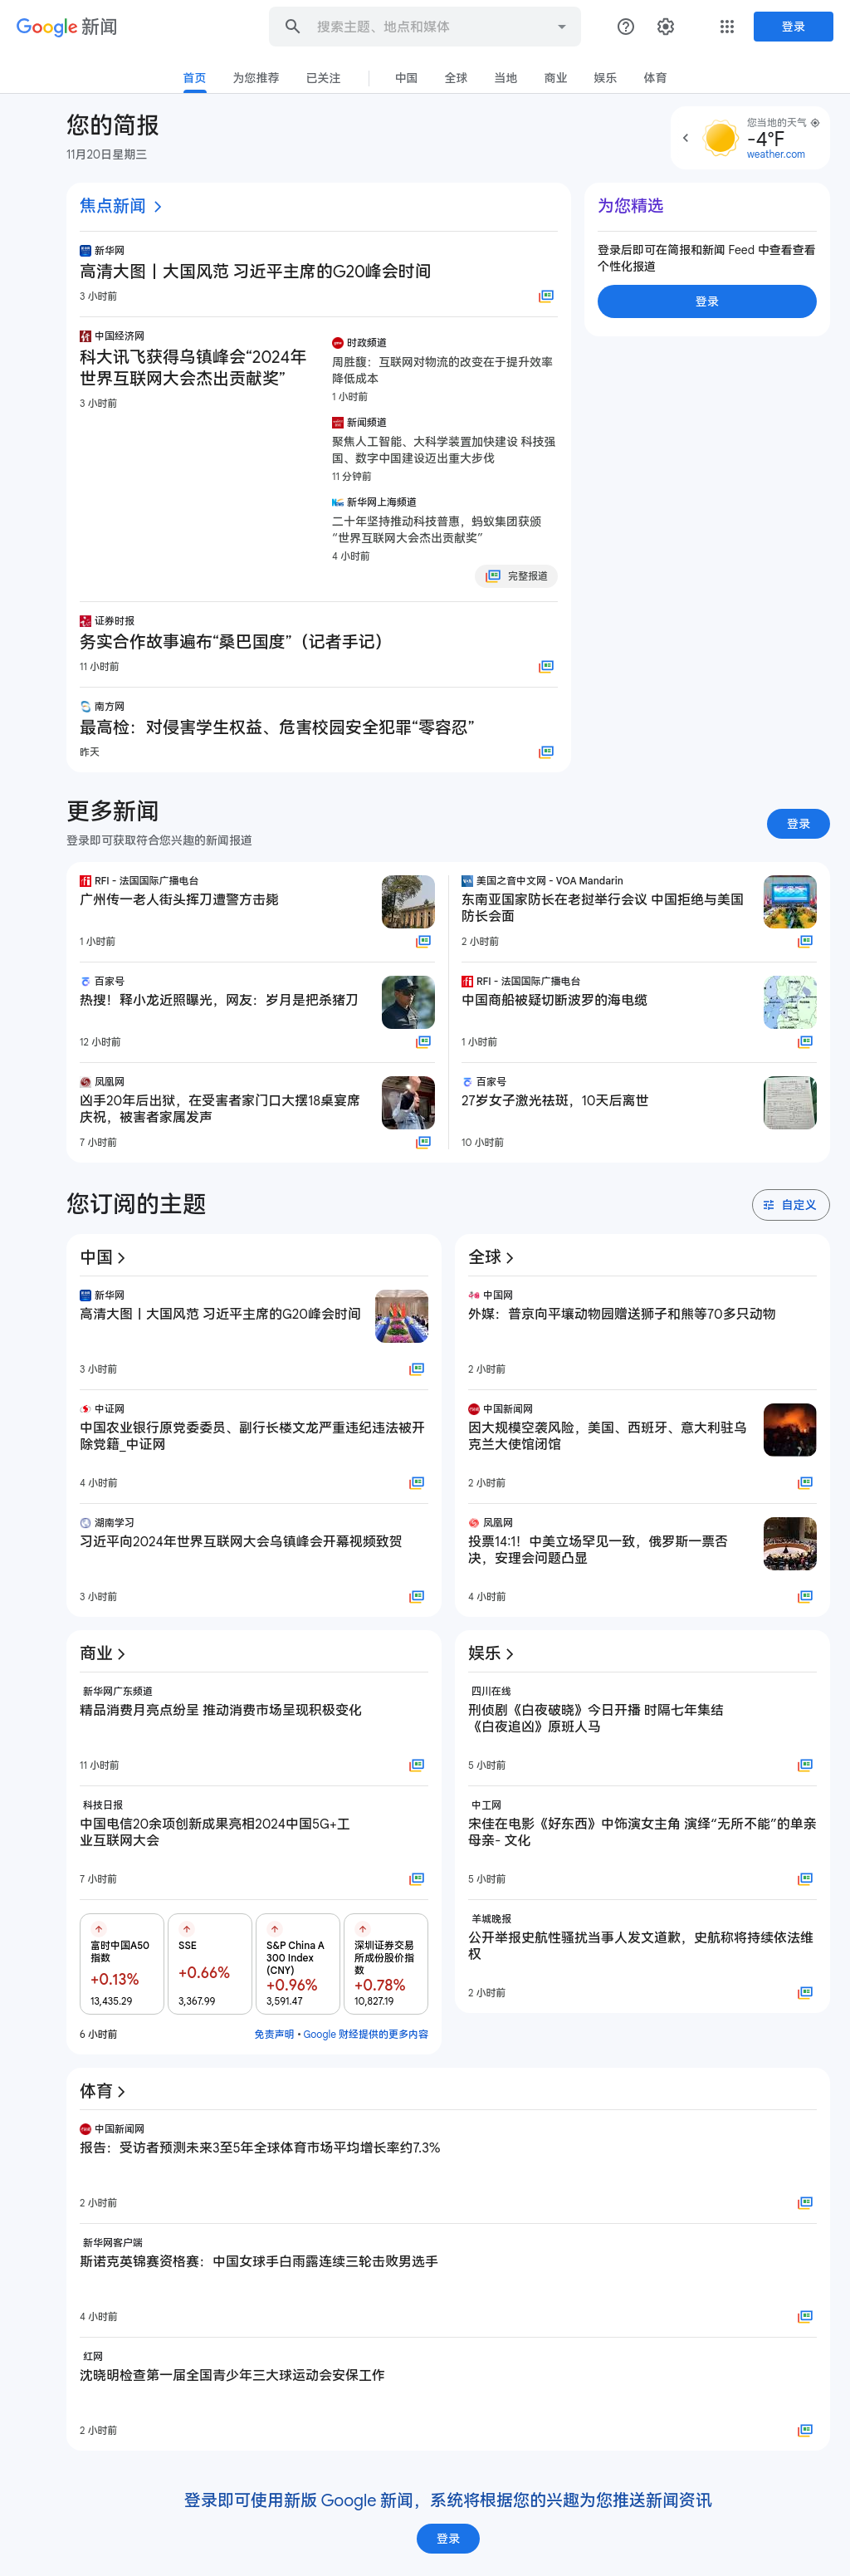 Google 新闻
搜索主题、地点和媒体
登录
首页
为您推荐
已关注
中国
全球
当地
商业
娱乐
体育
您的简报
11月20日星期三
您当地的天气
-4°F
weather.com
焦点新闻
新华网
高清大图丨大国风范 习近平主席的G20峰会时间
3 小时前
中国经济网
科大讯飞获得乌镇峰会“2024年
世界互联网大会杰出贡献奖”
3 小时前
时政频道
周胜馥：互联网对物流的改变在于提升效率
降低成本
1 小时前
新闻频道
聚焦人工智能、大科学装置加快建设 科技强
国、数字中国建设迈出重大步伐
11 分钟前
新华网上海频道
二十年坚持推动科技普惠，蚂蚁集团获颁
“世界互联网大会杰出贡献奖”
4 小时前
完整报道
证券时报
务实合作故事遍布“桑巴国度”（记者手记）
11 小时前
南方网
最高检：对侵害学生权益、危害校园安全犯罪“零容忍”
昨天
为您精选
登录后即可在简报和新闻 Feed 中查看查看
个性化报道
登录
更多新闻
登录即可获取符合您兴趣的新闻报道
登录
RFI - 法国国际广播电台
广州传一老人街头挥刀遭警方击毙
1 小时前
美国之音中文网 - VOA Mandarin
东南亚国家防长在老挝举行会议 中国拒绝与美国
防长会面
2 小时前
百家号
热搜！释小龙近照曝光，网友：岁月是把杀猪刀
12 小时前
RFI - 法国国际广播电台
中国商船被疑切断波罗的海电缆
1 小时前
凤凰网
凶手20年后出狱，在受害者家门口大摆18桌宴席
庆祝，被害者家属发声
7 小时前
百家号
27岁女子激光祛斑，10天后离世
10 小时前
您订阅的主题
自定义
中国
新华网
高清大图丨大国风范 习近平主席的G20峰会时间
3 小时前
中证网
中国农业银行原党委委员、副行长楼文龙严重违纪违法被开
除党籍_中证网
4 小时前
湖南学习
习近平向2024年世界互联网大会乌镇峰会开幕视频致贺
3 小时前
全球
中国网
外媒：普京向平壤动物园赠送狮子和熊等70多只动物
2 小时前
中国新闻网
因大规模空袭风险，美国、西班牙、意大利驻乌
克兰大使馆闭馆
2 小时前
凤凰网
投票14:1！中美立场罕见一致，俄罗斯一票否
决，安理会问题凸显
4 小时前
商业
新华网广东频道
精品消费月亮点纷呈 推动消费市场呈现积极变化
11 小时前
科技日报
中国电信20余项创新成果亮相2024中国5G+工
业互联网大会
7 小时前
富时中国A50
指数
+0.13%
13,435.29
SSE
+0.66%
3,367.99
S&P China A
300 Index
(CNY)
+0.96%
3,591.47
深圳证券交易
所成份股价指
数
+0.78%
10,827.19
6 小时前
免责声明 • Google 财经提供的更多内容
娱乐
四川在线
刑侦剧《白夜破晓》今日开播 时隔七年集结
《白夜追凶》原班人马
5 小时前
中工网
宋佳在电影《好东西》中饰演女主角 演绎“无所不能”的单亲
母亲- 文化
5 小时前
羊城晚报
公开举报史航性骚扰当事人发文道歉，史航称将持续依法维
权
2 小时前
体育
中国新闻网
报告：受访者预测未来3至5年全球体育市场平均增长率约7.3%
2 小时前
新华网客户端
斯诺克英锦赛资格赛：中国女球手白雨露连续三轮击败男选手
4 小时前
红网
沈晓明检查第一届全国青少年三大球运动会安保工作
2 小时前
登录即可使用新版 Google 新闻，系统将根据您的兴趣为您推送新闻资讯
登录